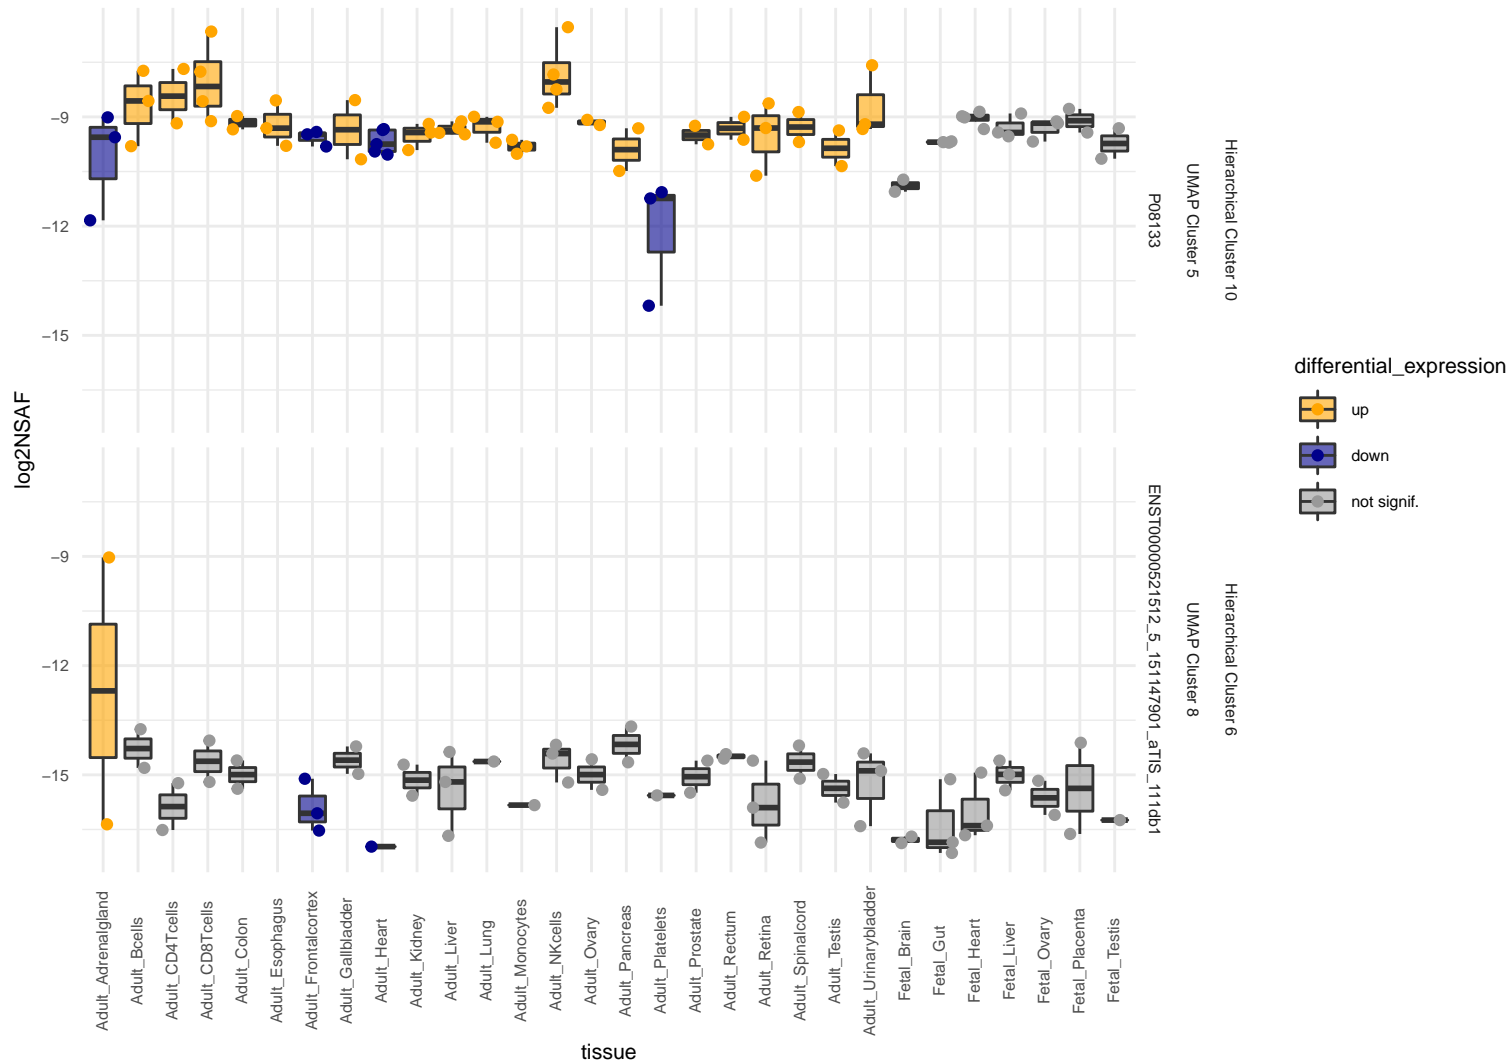 −9
−12
−15
P08133
UMAP Cluster 5
Hierarchical Cluster 10
log2NSAF
−9
−12
−15
ENST00000521512_5_151147901_aTIS_111db1
UMAP Cluster 8
Hierarchical Cluster 6
Adult_Adrenalgland
Adult_Bcells
Adult_CD4Tcells
Adult_CD8Tcells
Adult_Colon
Adult_Esophagus
Adult_Frontalcortex
Adult_Gallbladder
Adult_Heart
Adult_Kidney
Adult_Liver
Adult_Lung
Adult_Monocytes
Adult_NKcells
Adult_Ovary
Adult_Pancreas
Adult_Platelets
Adult_Prostate
Adult_Rectum
Adult_Retina
Adult_Spinalcord
Adult_Testis
Adult_Urinarybladder
Fetal_Brain
Fetal_Gut
Fetal_Heart
Fetal_Liver
Fetal_Ovary
Fetal_Placenta
Fetal_Testis
tissue
differential_expression
up
down
not signif.